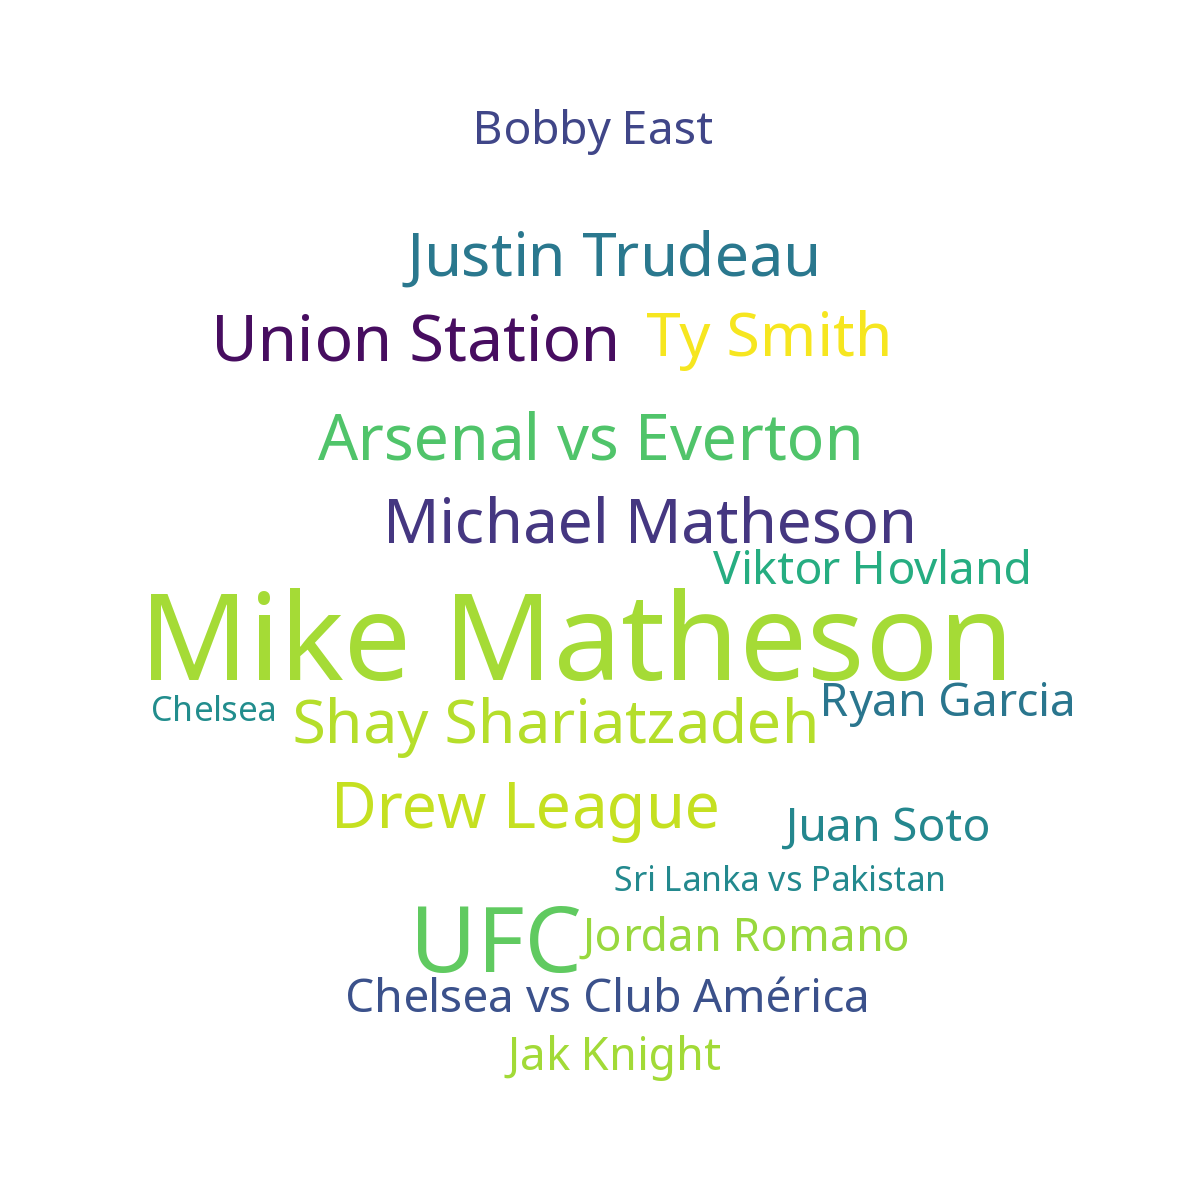 Bobby East
Justin Trudeau
Union Station
Ty Smith
Arsenal vs Everton
Michael Matheson
Viktor Hovland
Mike Matheson
Ryan Garcia
Chelsea
Shay Shariatzadeh
Drew League
Juan Soto
Sri Lanka vs Pakistan
UFC
Jordan Romano
Chelsea vs Club América
Jak Knight